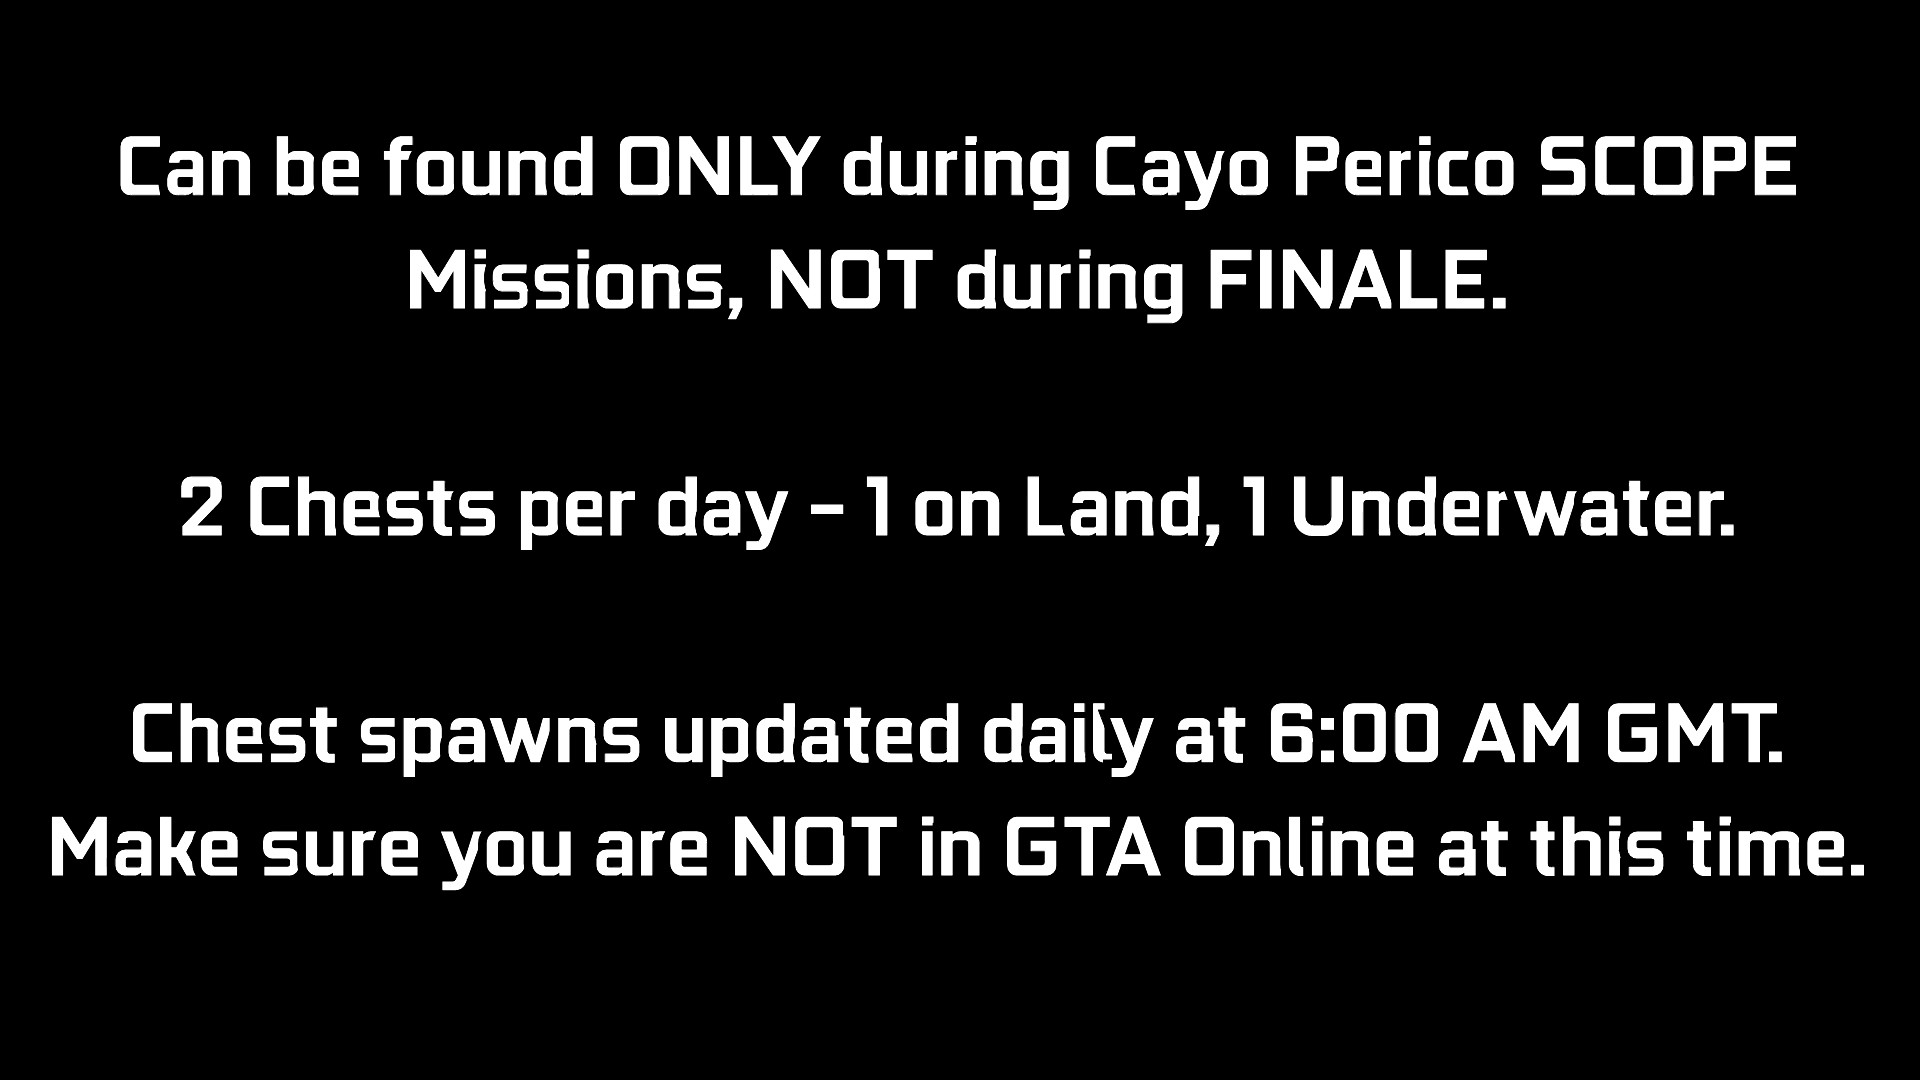 Can be found ONLY during Cayo Perico SCOPE
Missions, NOT during FINALE.
2 Chests per day – 1 on Land, 1 Underwater.
Chest spawns updated daily at 6:00 AM GMT.
Make sure you are NOT in GTA Online at this time.